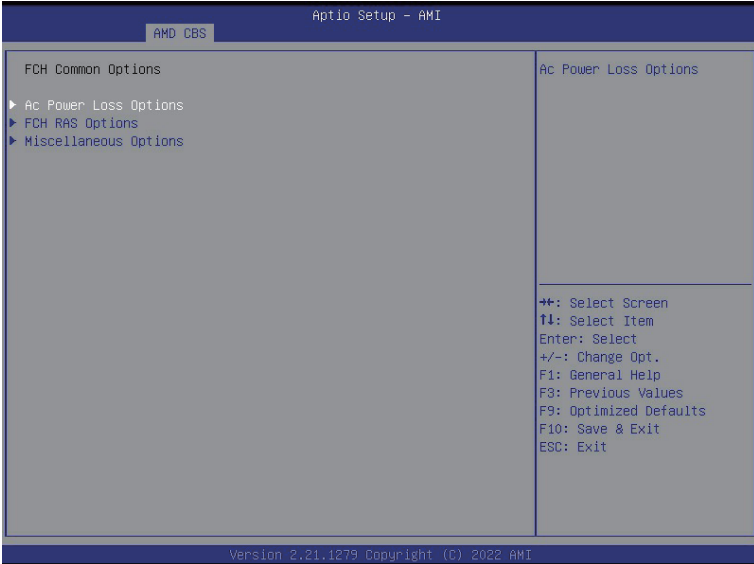 Aptio Setup – AMI
AMD CBS
FCH Common Options
Ac Power Loss Options
FCH RAS Options
Miscellaneous Options
Ac Power Loss Options
→←: Select Screen
↑↓: Select Item
Enter: Select
+/-: Change Opt.
F1: General Help
F3: Previous Values
F9: Optimized Defaults
F10: Save & Exit
ESC: Exit
Version 2.21.1279 Copyright (C) 2022 AMI